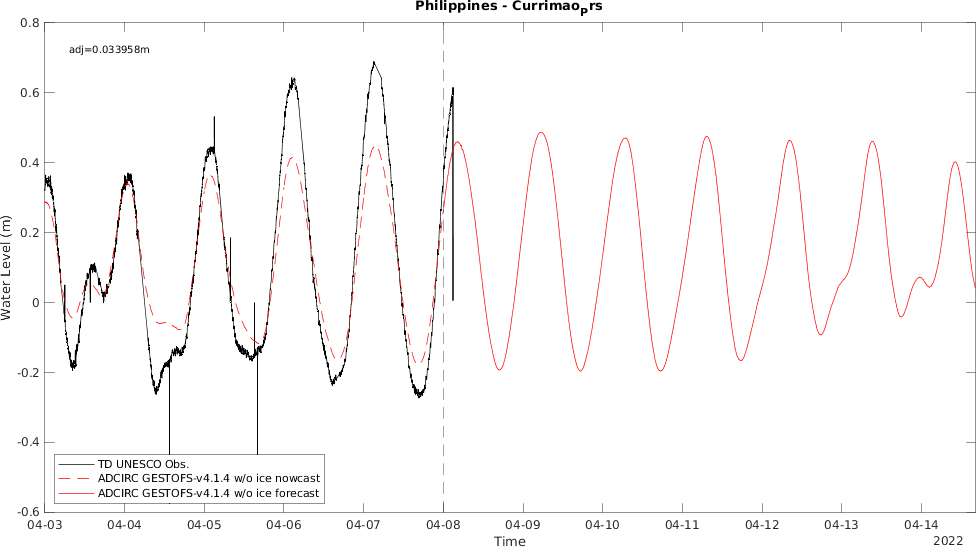 Philippines - Currimaoprs
adj=0.033958m
0.8
0.6
0.4
0.2
0
-0.2
-0.4
-0.6
Water Level (m)
TD UNESCO Obs.
ADCIRC GESTOFS-v4.1.4 w/o ice nowcast
ADCIRC GESTOFS-v4.1.4 w/o ice forecast
04-03 04-04 04-05 04-06 04-07 04-08 04-09 04-10 04-11 04-12 04-13 04-14
Time
2022